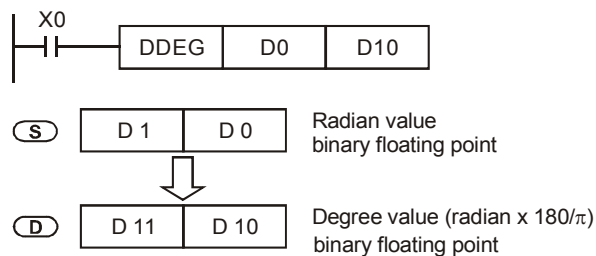 X0
DDEG D0 D10
S D 1 D 0 Radian value
binary floating point
D D 11 D 10 Degree value (radian x 180/π)
binary floating point